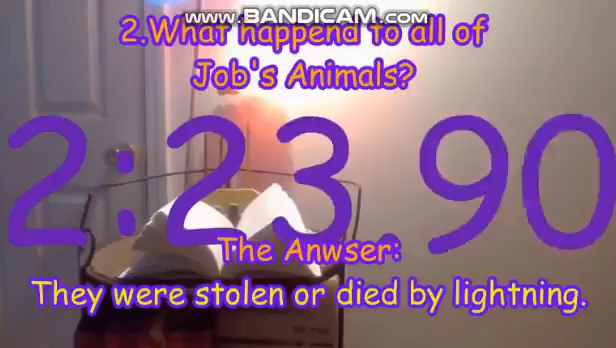 www.BANDICAM.com
2.What happend to all of
Job's Animals?
2:23.90
The Anwser:
They were stolen or died by lightning.